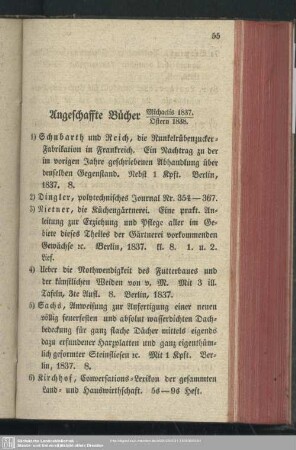 55
Angeschaffte Bücher Michaelis 1837.
Ostern 1838.
1) Schubarth und Reich, die Runkelrübenzucker-
Fabrikation in Frankreich. Ein Nachtrag zu der
im vorigen Jahre geschriebenen Abhandlung über
denselben Gegenstand. Nebst 1 Kpft. Berlin,
1837. 8.
2) Dingler, polytechnisches Journal Nr. 354—367.
3) Nietner, die Küchengärtnerei. Eine prakt. An-
leitung zur Erziehung und Pflege aller im Ge-
biete dieses Theiles der Gärtnerei vorkommenden
Gewächse ꝛc. Berlin, 1837. kl. 8. 1. u. 2.
Lief.
4) Ueber die Nothwendigkeit des Futterbaues und
der künstlichen Weiden von v. M. Mit 3 ill.
Tafeln, 3te Aufl. 8. Berlin, 1837.
5) Sachs, Anweisung zur Anfertigung einer neuen
völlig feuerfesten und absolut wasserdichten Dach-
bedeckung für ganz flache Dächer mittels eigends
dazu erfundener Harzplatten und ganz eigenthüm-
lich geformter Steinfliesen ꝛc. Mit 1 Kpft. Ber-
lin, 1837. 8.
6) Kirchhof, Conversations-Lexikon der gesammten
Land- und Hauswirthschaft. 5s—9s Heft.